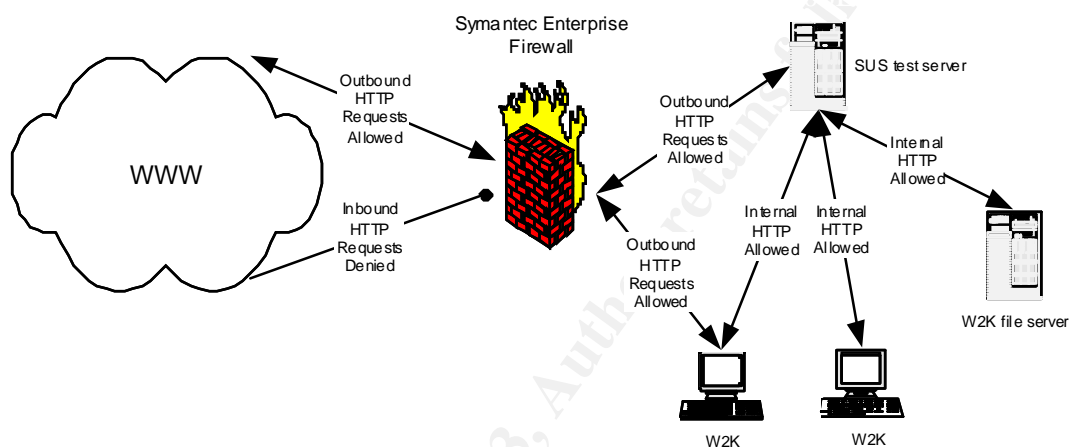 Symantec Enterprise
Firewall
SUS test server
Outbound
HTTP
Requests
Allowed
Outbound
HTTP
Requests
Allowed
Internal
HTTP
Allowed
WWW
Inbound
HTTP
Requests
Denied
Internal
HTTP
Allowed
Internal
HTTP
Allowed
Outbound
HTTP
Requests
Allowed
W2K file server
W2K
W2K